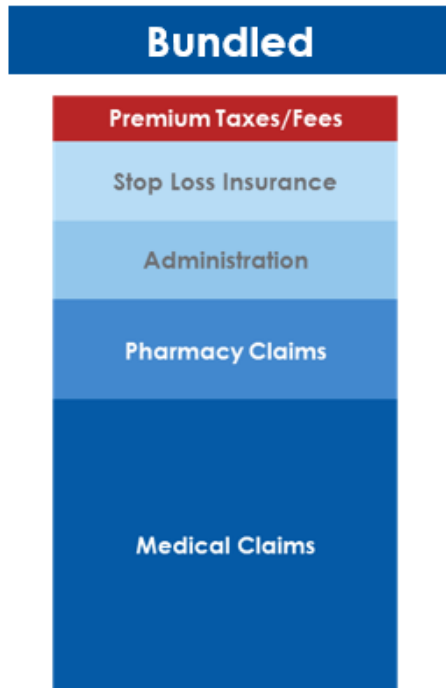 Bundled
Premium Taxes/Fees
Stop Loss Insurance
Administration
Pharmacy Claims
Medical Claims